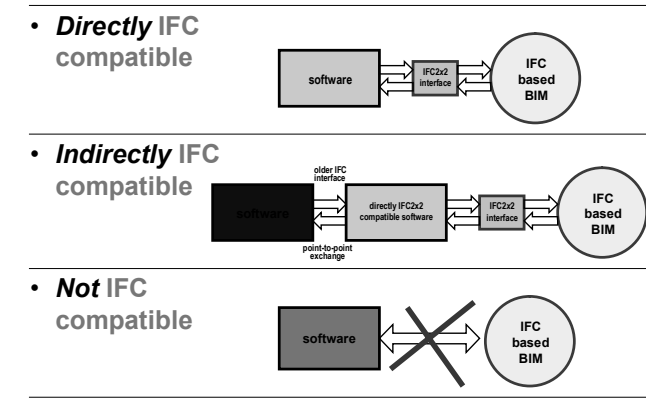 • Directly IFC
compatible
software
IFC2x2
interface
IFC
based
BIM
• Indirectly IFC
compatible
older IFC
interface
software
directly IFC2x2
compatible software
IFC2x2
interface
IFC
based
BIM
point-to-point
exchange
• Not IFC
compatible
software
IFC
based
BIM